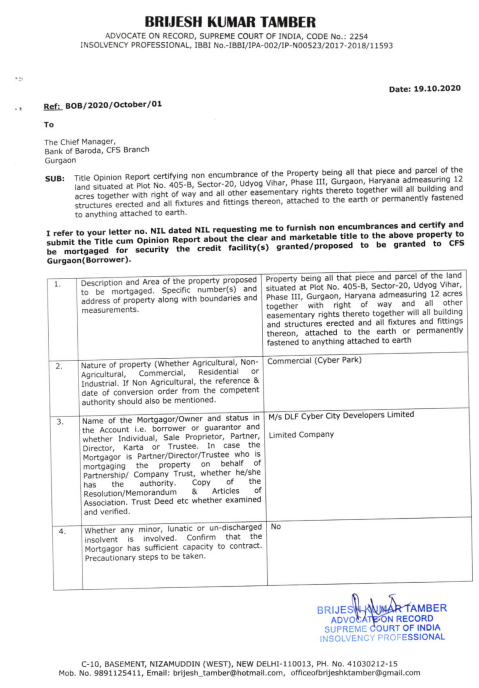 BRIJESH KUMAR TAMBER
ADVOCATE ON RECORD, SUPREME COURT OF INDIA, CODE No.: 2254
INSOLVENCY PROFESSIONAL, IBBI No.-IBBI/IPA-002/IP-N00523/2017-2018/11593
Date: 19.10.2020
Ref: BOB/2020/October/01
To
The Chief Manager,
Bank of Baroda, CFS Branch
Gurgaon
SUB: Title Opinion Report certifying non encumbrance of the Property being all that piece and parcel of the
land situated at Plot No. 405-B, Sector-20, Udyog Vihar, Phase III, Gurgaon, Haryana admeasuring 12
acres together with right of way and all other easementary rights thereto together will all building and
structures erected and all fixtures and fittings thereon, attached to the earth or permanently fastened
to anything attached to earth.
I refer to your letter no. NIL dated NIL requesting me to furnish non encumbrances and certify and
submit the Title cum Opinion Report about the clear and marketable title to the above property to
be mortgaged for security the credit facility(s) granted/proposed to be granted to CFS
Gurgaon(Borrower).
1.
Description and Area of the property proposed
to be mortgaged. Specific number(s) and
address of property along with boundaries and
measurements.
Property being all that piece and parcel of the land
situated at Plot No. 405-B, Sector-20, Udyog Vihar,
Phase III, Gurgaon, Haryana admeasuring 12 acres
together with right of way and all other
easementary rights thereto together will all building
and structures erected and all fixtures and fittings
thereon, attached to the earth or permanently
fastened to anything attached to earth
2.
Nature of property (Whether Agricultural, Non-
Agricultural, Commercial, Residential or
Industrial. If Non Agricultural, the reference &
date of conversion order from the competent
authority should also be mentioned.
Commercial (Cyber Park)
3.
Name of the Mortgagor/Owner and status in
the Account i.e. borrower or guarantor and
whether Individual, Sale Proprietor, Partner,
Director, Karta or Trustee. In case the
Mortgagor is Partner/Director/Trustee who is
mortgaging the property on behalf of
Partnership/ Company Trust, whether he/she
has the authority. Copy of the
Resolution/Memorandum & Articles of
Association. Trust Deed etc whether examined
and verified.
M/s DLF Cyber City Developers Limited
Limited Company
4.
Whether any minor, lunatic or un-discharged
insolvent is involved. Confirm that the
Mortgagor has sufficient capacity to contract.
Precautionary steps to be taken.
No
BRIJESH KUMAR TAMBER
ADVOCATE ON RECORD
SUPREME COURT OF INDIA
INSOLVENCY PROFESSIONAL
C-10, BASEMENT, NIZAMUDDIN (WEST), NEW DELHI-110013, PH. No. 41030212-15
Mob. No. 9891125411, Email: brijesh_tamber@hotmail.com, officeofbrijeshktamber@gmail.com